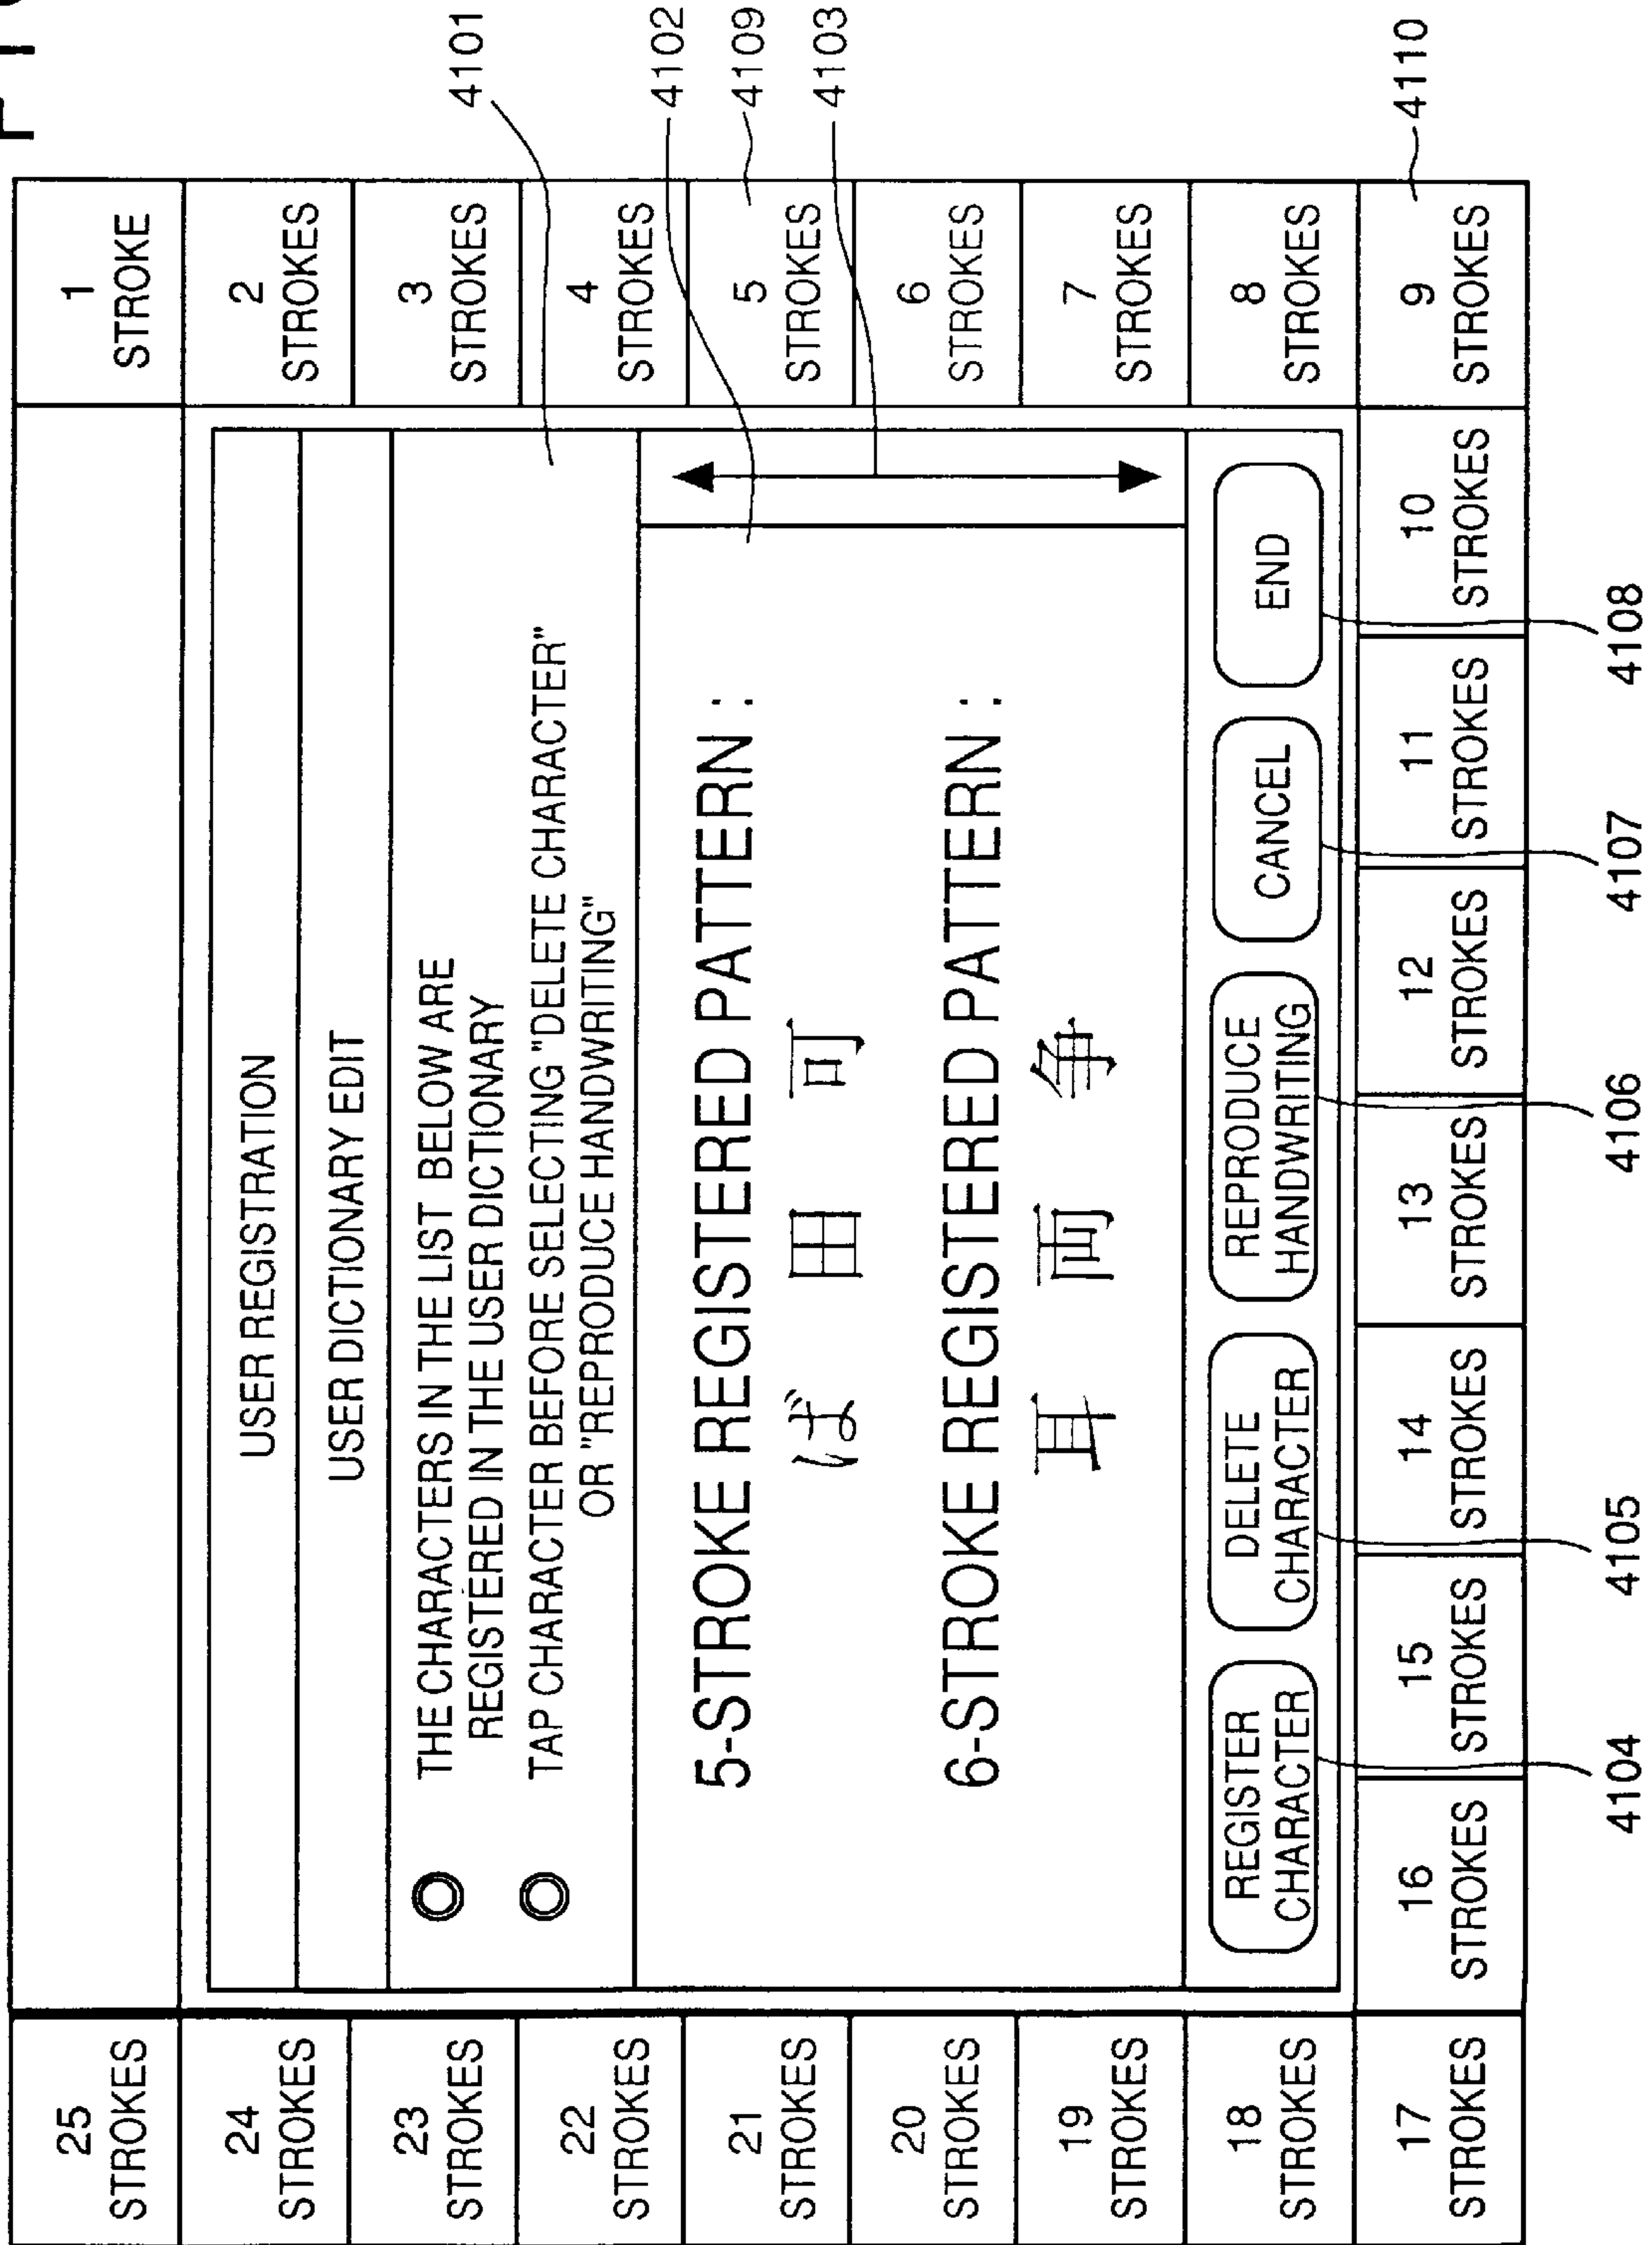 25
STROKES
1
STROKE
24
STROKES
USER REGISTRATION
2
STROKES
23
STROKES
USER DICTIONARY EDIT
3
STROKES
THE CHARACTERS IN THE LIST BELOW ARE
REGISTERED IN THE USER DICTIONARY
4101
22
STROKES
TAP CHARACTER BEFORE SELECTING "DELETE CHARACTER"
OR "REPRODUCE HANDWRITING"
4
STROKES
4102
21
STROKES
5-STROKE REGISTERED PATTERN :
ば 田 可
5
STROKES
4109
4103
20
STROKES
6-STROKE REGISTERED PATTERN :
耳 両 争
6
STROKES
19
STROKES
7
STROKES
18
STROKES
REGISTER
CHARACTER
DELETE
CHARACTER
REPRODUCE
HANDWRITING
CANCEL
END
8
STROKES
17
STROKES
16
STROKES
15
STROKES
14
STROKES
13
STROKES
12
STROKES
11
STROKES
10
STROKES
9
STROKES
4110
4104
4105
4106
4107
4108